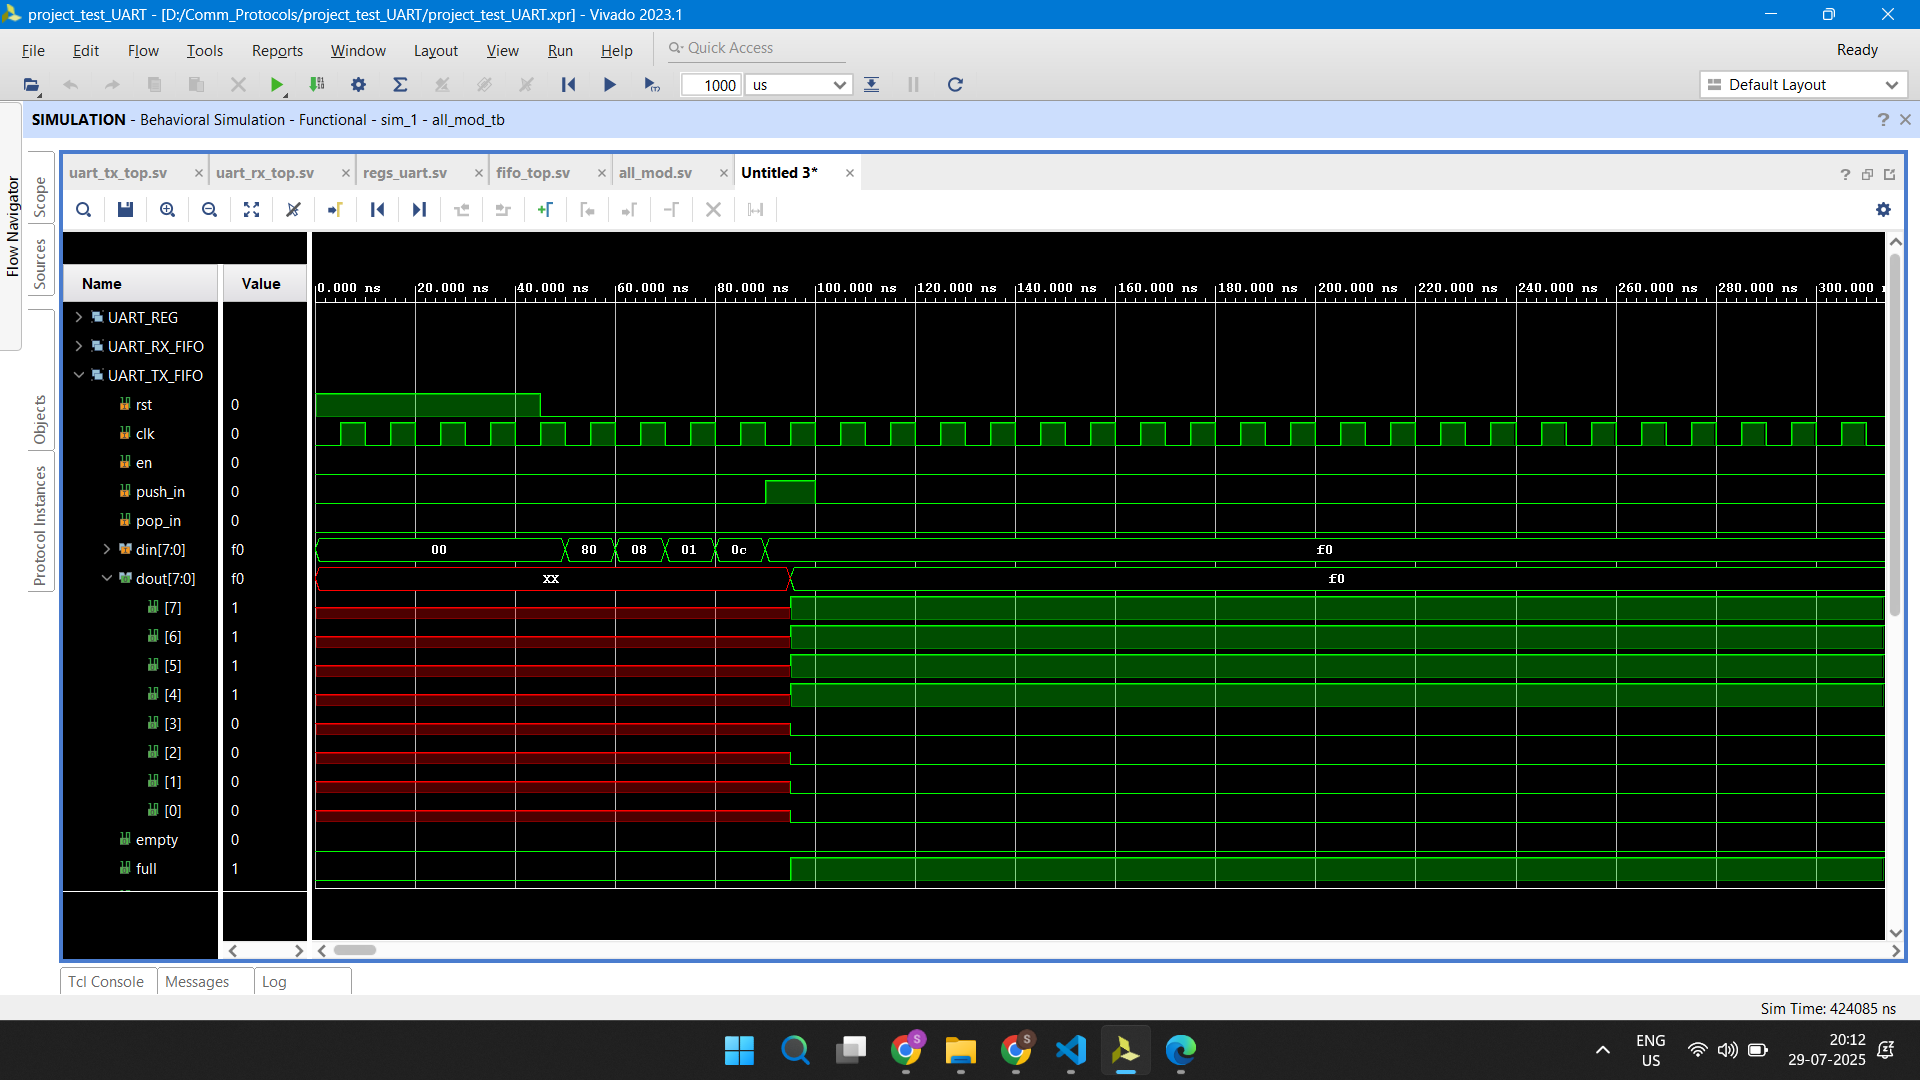 project_test_UART - [D:/Comm_Protocols/project_test_UART/project_test_UART.xpr] - Vivado 2023.1
File Edit Flow Tools Reports Window Layout View Run Help Quick Access Ready
1000 us Default Layout
SIMULATION - Behavioral Simulation - Functional - sim_1 - all_mod_tb
Flow Navigator
Scope
Sources
Objects
Protocol Instances
uart_tx_top.sv uart_rx_top.sv regs_uart.sv fifo_top.sv all_mod.sv Untitled 3*
Name Value
0.000 ns 20.000 ns 40.000 ns 60.000 ns 80.000 ns 100.000 ns 120.000 ns 140.000 ns 160.000 ns 180.000 ns 200.000 ns 220.000 ns 240.000 ns 260.000 ns 280.000 ns 300.000
UART_REG
UART_RX_FIFO
UART_TX_FIFO
rst 0
clk 0
en 0
push_in 0
pop_in 0
din[7:0] f0 00 80 08 01 0c f0
dout[7:0] f0 XX f0
[7] 1
[6] 1
[5] 1
[4] 1
[3] 0
[2] 0
[1] 0
[0] 0
empty 0
full 1
Tcl Console Messages Log
Sim Time: 424085 ns
S S
ENG
US
20:12
29-07-2025